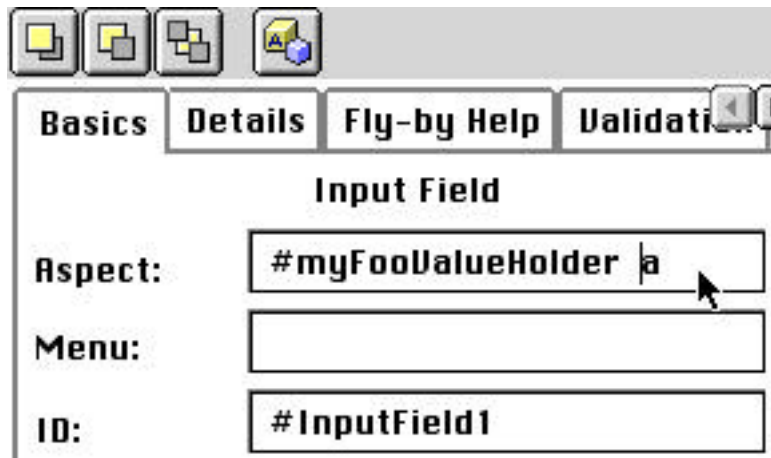 Basics Details Fly-by Help
Input Field
Aspect: #myFooValueHolder a
Menu:
ID: #InputField1